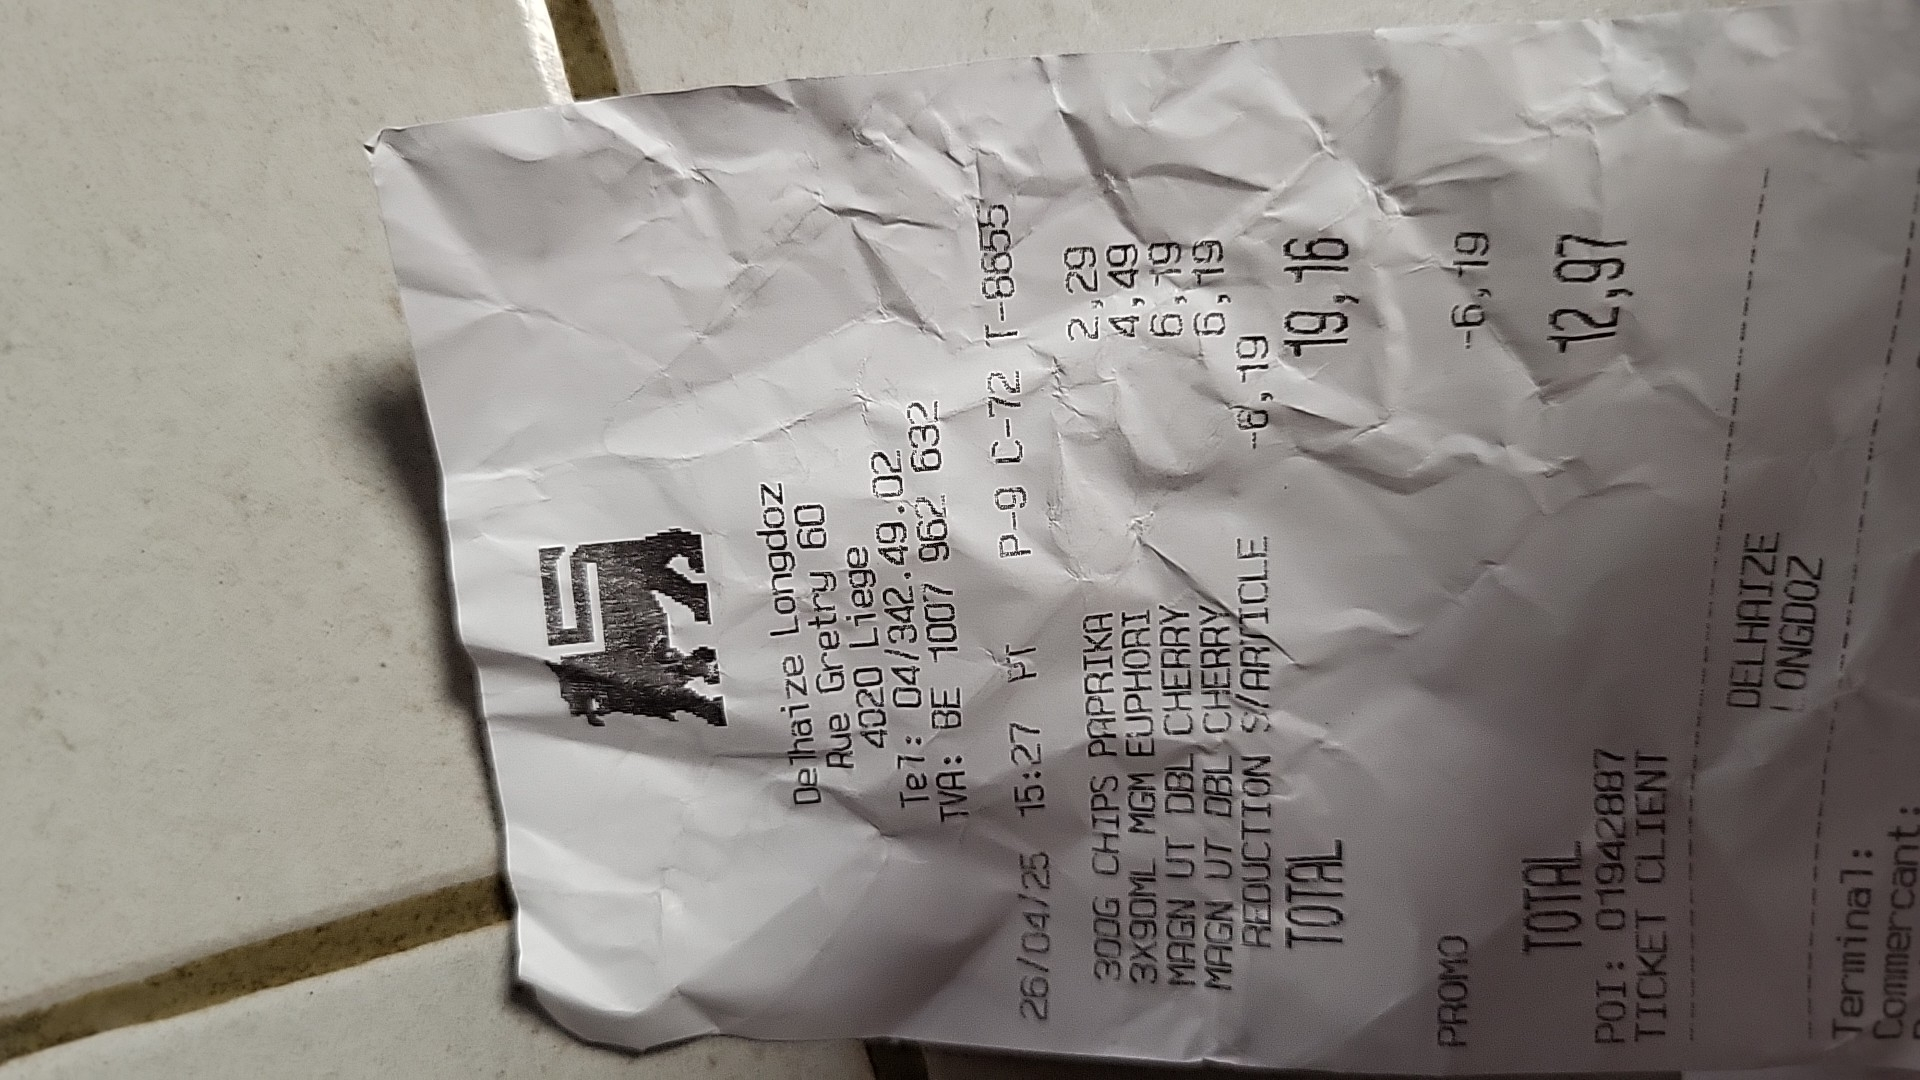 Delhaize Longdoz
Rue Gretry 60
4020 Liege
Tel: 04/342.49.02
TVA: BE 1007 962 632
26/04/25 15:27 PT P-9 C-72 T-8655
300G CHIPS PAPRIKA 2,29
3X90ML MGM EUPHORI 4,49
MAGN UT DBL CHERRY 6,19
MAGN UT DBL CHERRY 6,19
REDUCTION S/ARTICLE -6,19
TOTAL 19,16
PROMO -6,19
TOTAL 12,97
POI: 01942887
TICKET CLIENT
DELHAIZE
LONGDOZ
Terminal:
Commercant: